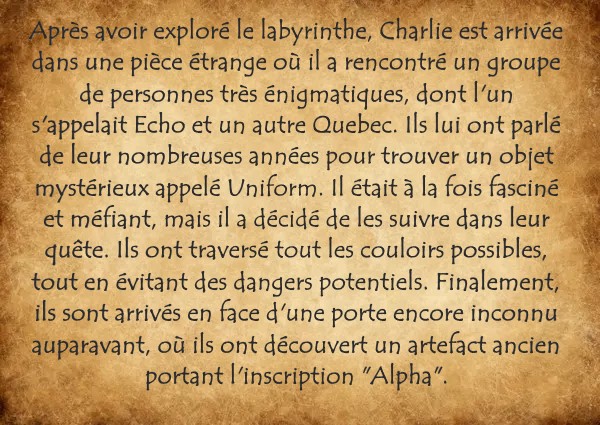 Après avoir exploré le labyrinthe, Charlie est arrivée
dans une pièce étrange où il a rencontré un groupe
de personnes très énigmatiques, dont l'un
s'appelait Echo et un autre Quebec. Ils lui ont parlé
de leur nombreuses années pour trouver un objet
mystérieux appelé Uniform. Il était à la fois fasciné
et méfiant, mais il a décidé de les suivre dans leur
quête. Ils ont traversé tout les couloirs possibles,
tout en évitant des dangers potentiels. Finalement,
ils sont arrivés en face d'une porte encore inconnu
auparavant, où ils ont découvert un artefact ancien
portant l'inscription "Alpha".